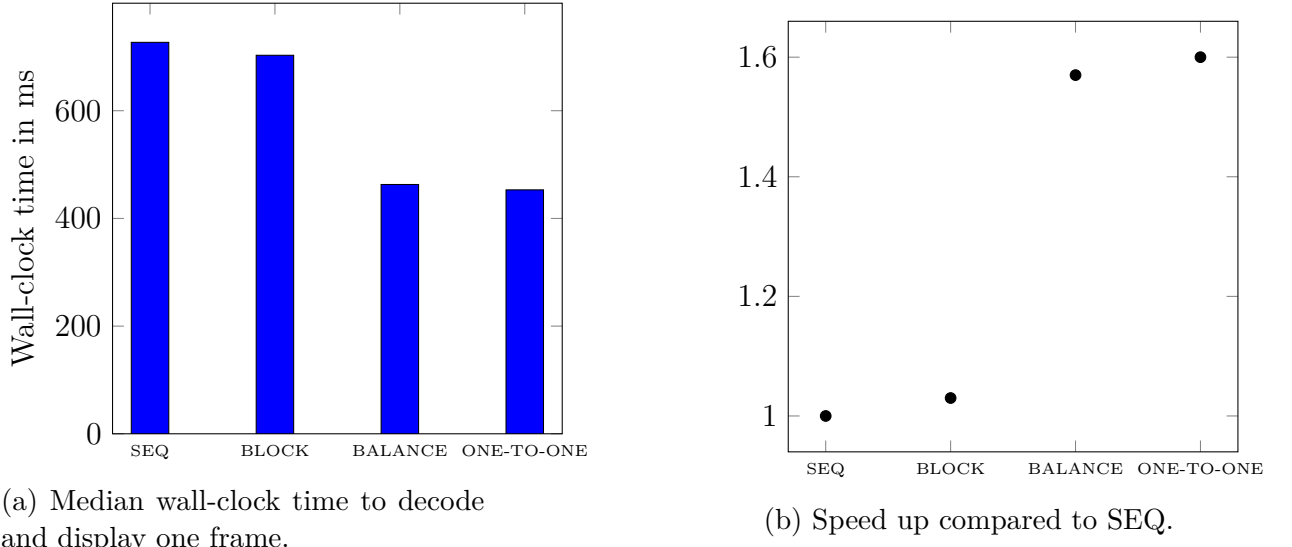 Wall-clock time in ms
600
400
200
0
SEQ BLOCK BALANCE ONE-TO-ONE
(a) Median wall-clock time to decode
and display one frame.
1.6
1.4
1.2
1
SEQ BLOCK BALANCE ONE-TO-ONE
(b) Speed up compared to SEQ.